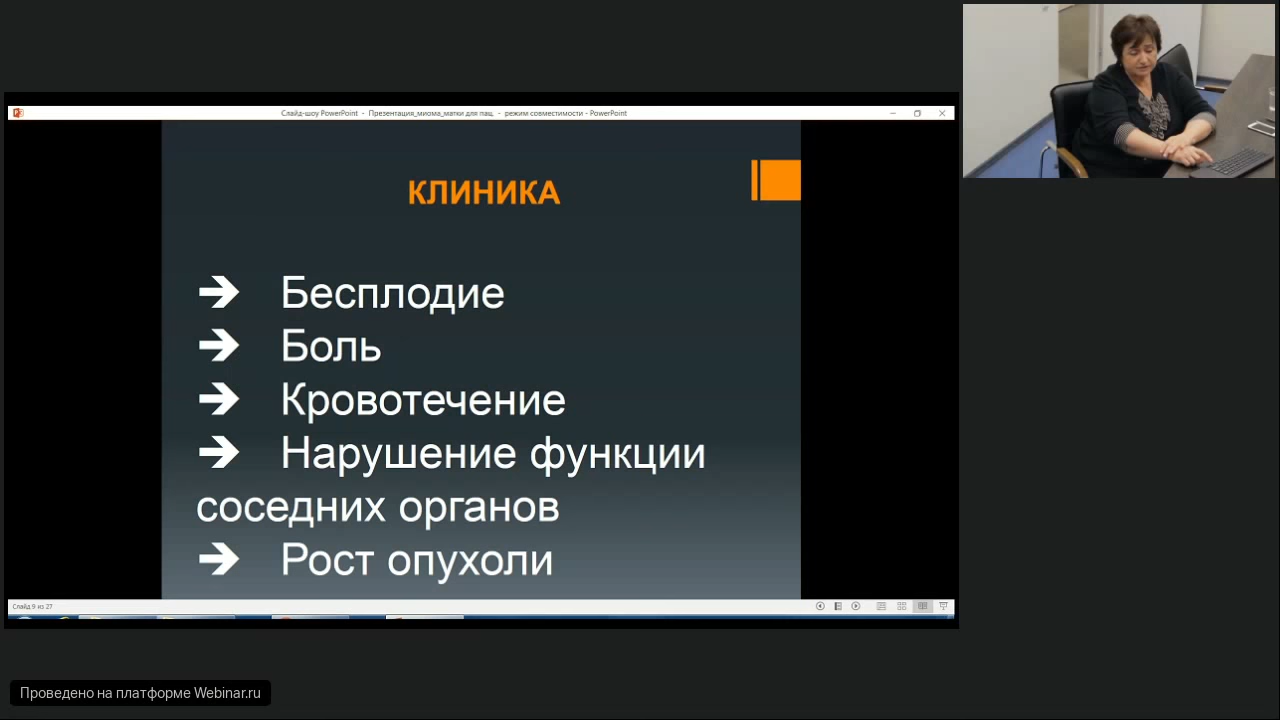 Слайд-шоу PowerPoint - Презентация_миома_матки для пац. - режим совместимости - PowerPoint
КЛИНИКА
➔ Бесплодие
➔ Боль
➔ Кровотечение
➔ Нарушение функции
соседних органов
➔ Рост опухоли
Слайд 9 из 27
Проведено на платформе Webinar.ru